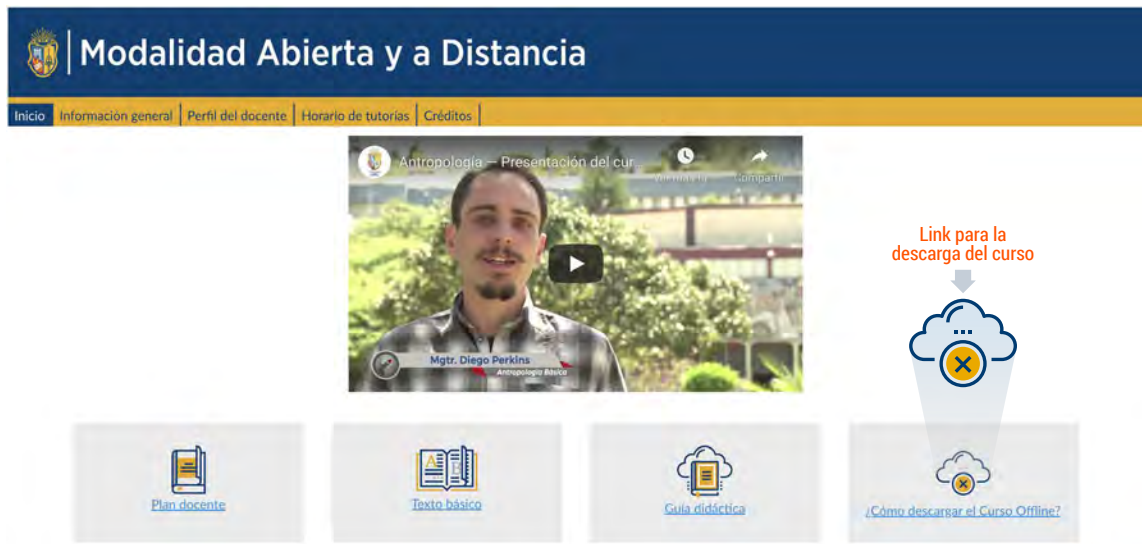 Modalidad Abierta y a Distancia
Inicio
Información general
Perfil del docente
Horario de tutorías
Créditos
Antropología — Presentación del cur...
Compartir
Mgtr. Diego Perkins
Antropología Básica
Link para la
descarga del curso
Plan docente
A B
Texto básico
Guía didáctica
¿Cómo descargar el Curso Offline?